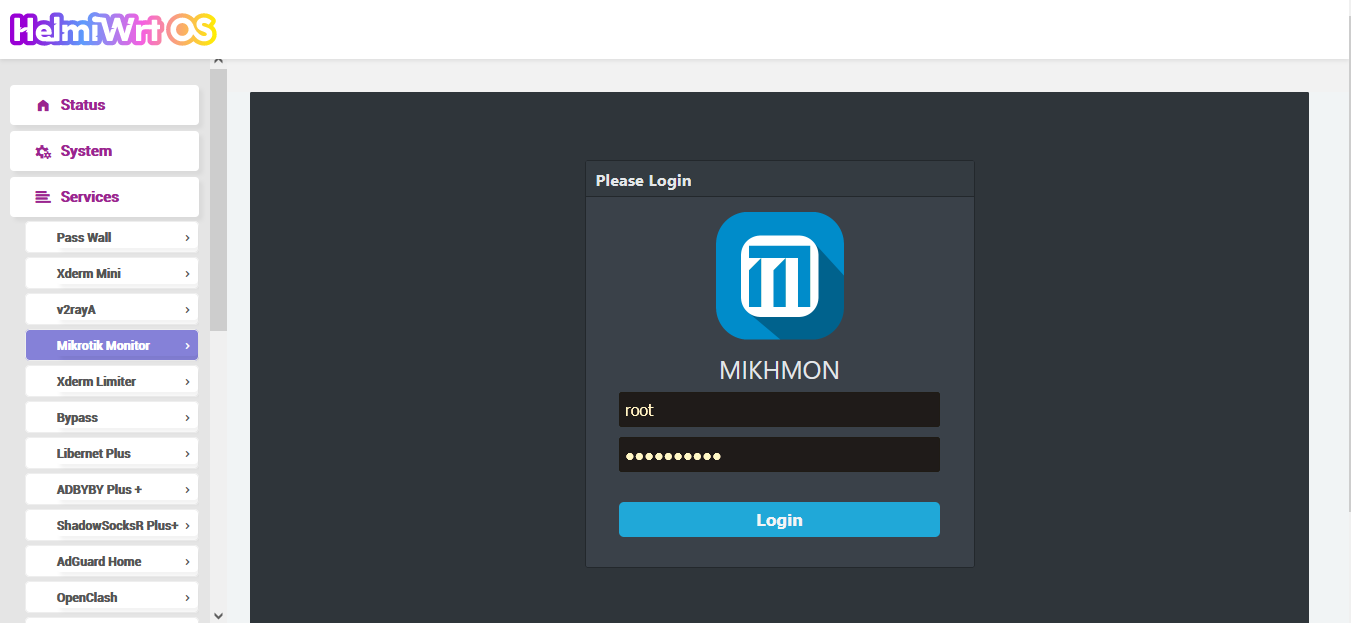 HelmiWrt OS
Status
System
Services
Pass Wall
Xderm Mini
v2rayA
Mikrotik Monitor
Xderm Limiter
Bypass
Libernet Plus
ADBYBY Plus +
ShadowSocksR Plus+
AdGuard Home
OpenClash
Please Login
MIKHMON
root
••••••••••
Login